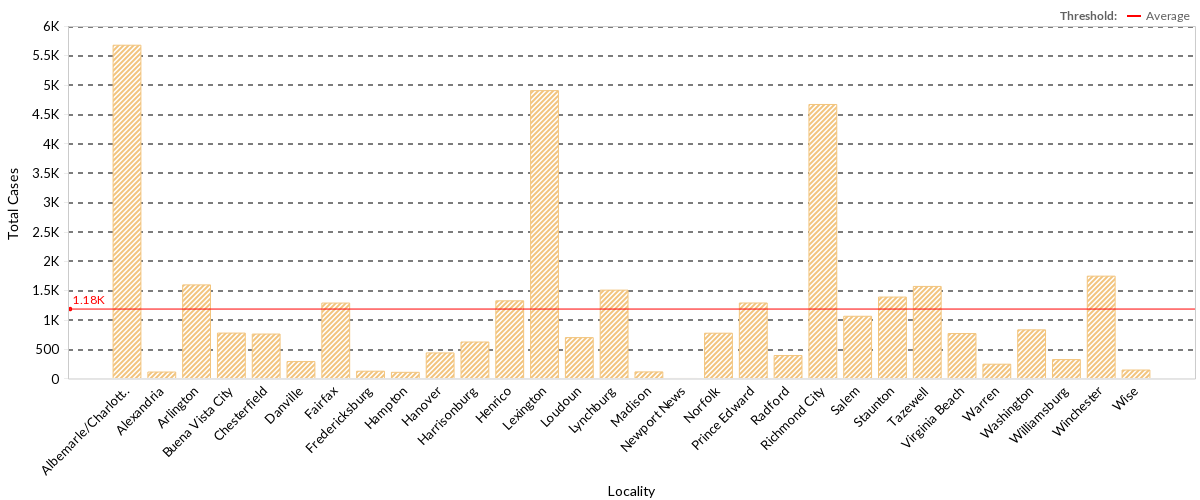 Threshold: Average
6K
5.5K
5K
4.5K
4K
3.5K
3K
2.5K
2K
1.5K
1K
500
0
Total Cases
1.18K
Albemarle/Charlott..
Alexandria
Arlington
Buena Vista City
Chesterfield
Danville
Fairfax
Fredericksburg
Hampton
Hanover
Harrisonburg
Henrico
Lexington
Loudoun
Lynchburg
Madison
Newport News
Norfolk
Prince Edward
Radford
Richmond City
Salem
Staunton
Tazewell
Virginia Beach
Warren
Washington
Williamsburg
Winchester
Wise
Locality